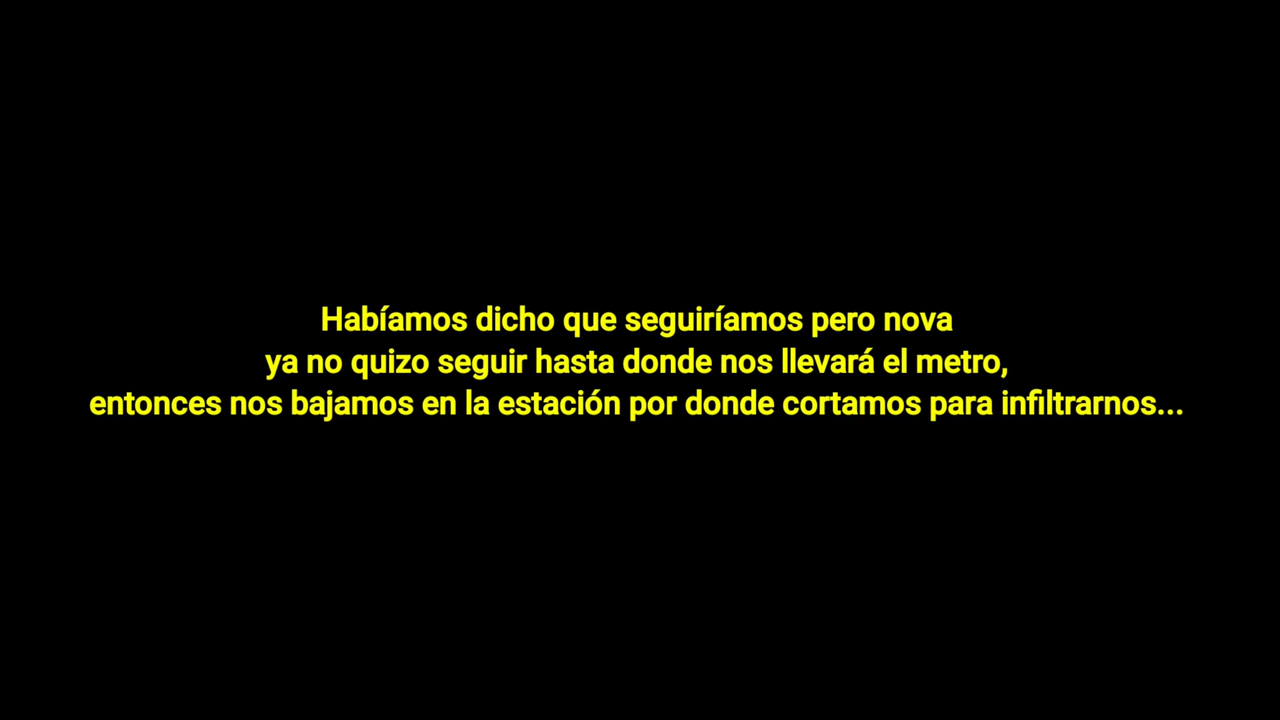 Habíamos dicho que seguiríamos pero nova
ya no quizo seguir hasta donde nos llevará el metro,
entonces nos bajamos en la estación por donde cortamos para infiltrarnos...